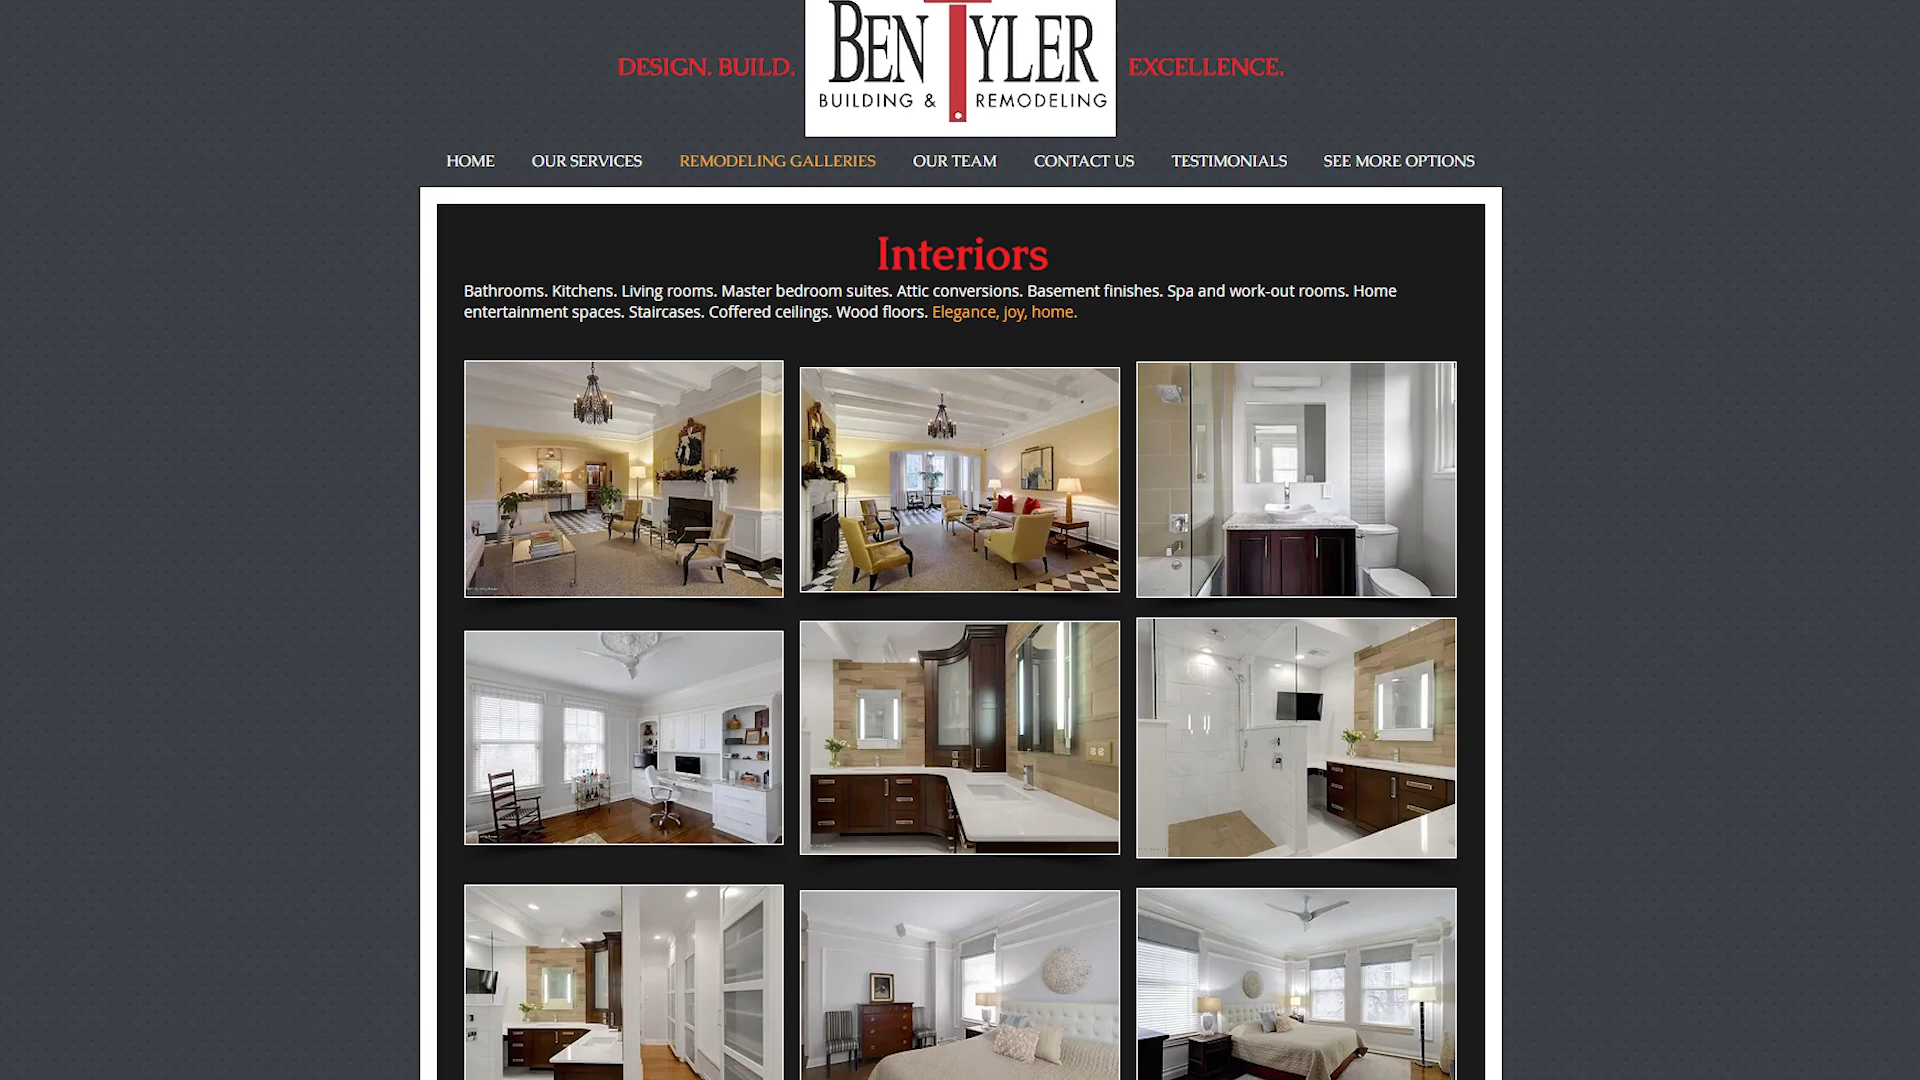 DESIGN. BUILD.
BEN TYLER
BUILDING & REMODELING
EXCELLENCE.
HOME
OUR SERVICES
REMODELING GALLERIES
OUR TEAM
CONTACT US
TESTIMONIALS
SEE MORE OPTIONS
Interiors
Bathrooms. Kitchens. Living rooms. Master bedroom suites. Attic conversions. Basement finishes. Spa and work-out rooms. Home
entertainment spaces. Staircases. Coffered ceilings. Wood floors. Elegance, joy, home.